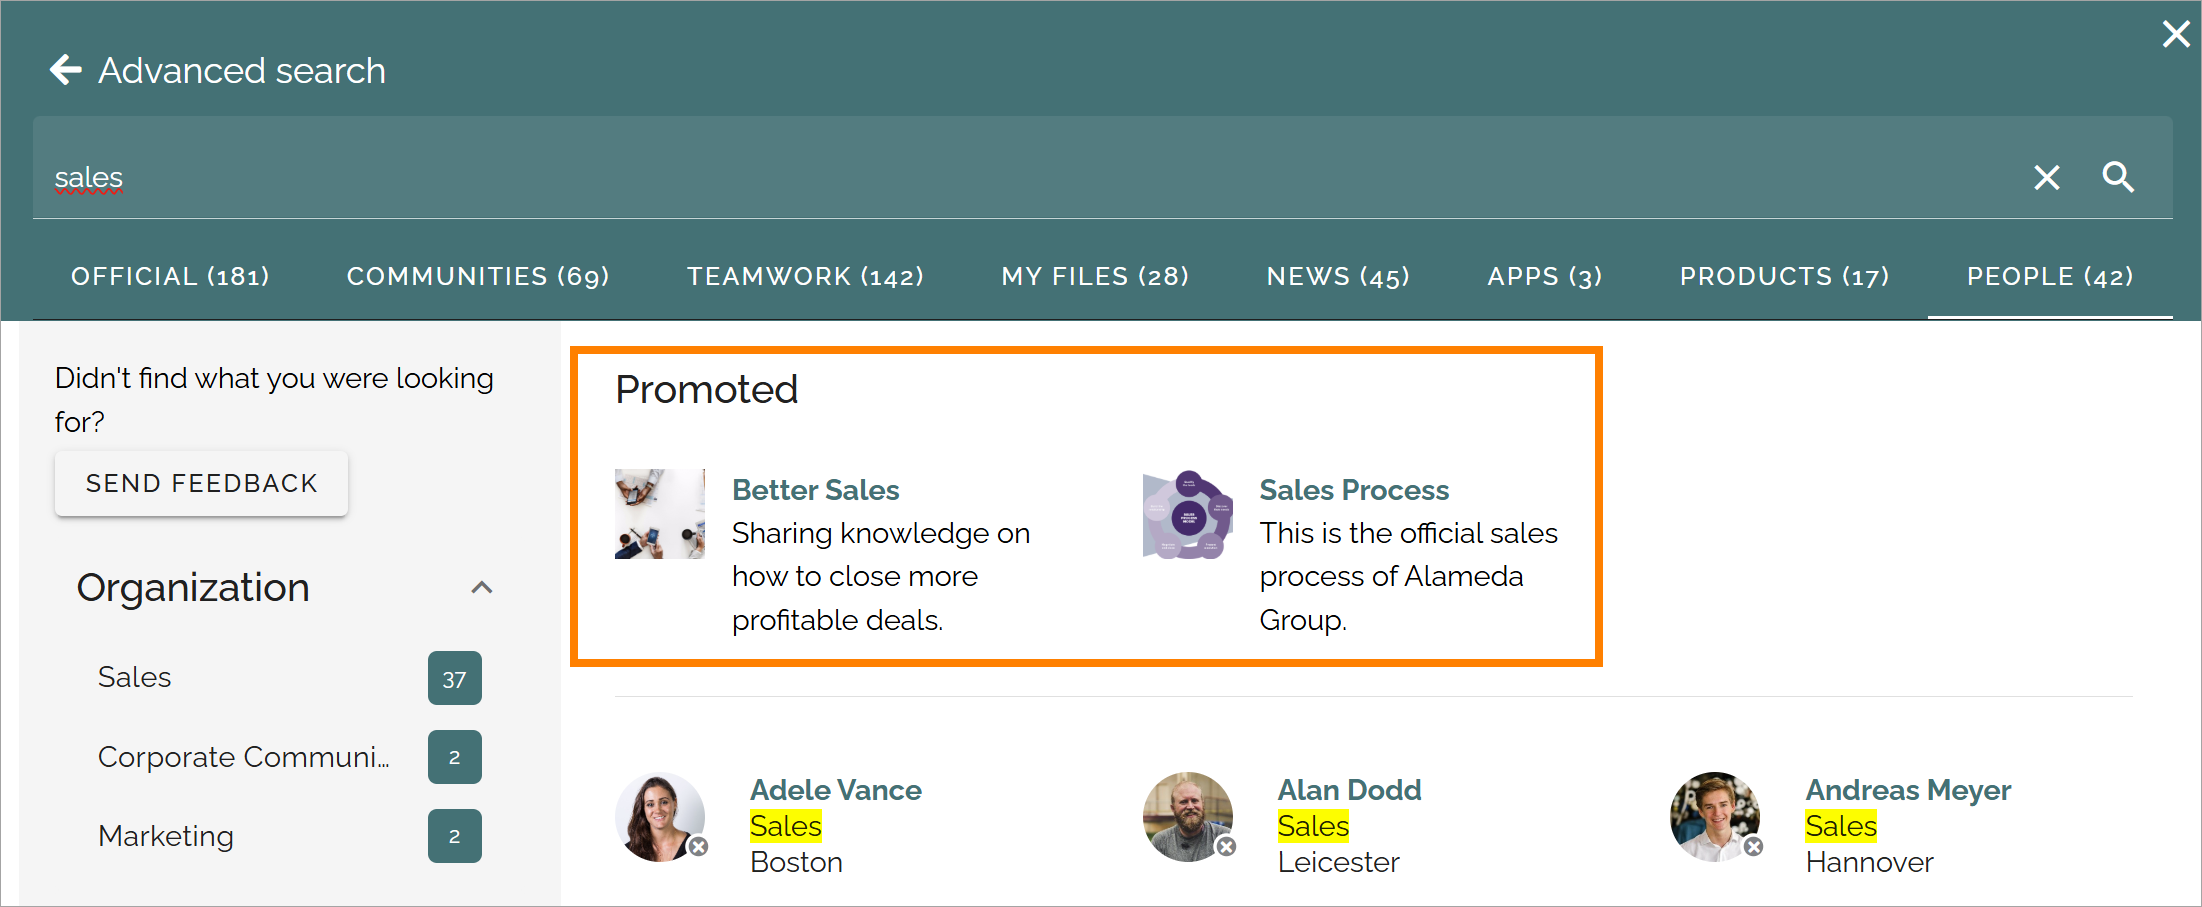 Advanced search
sales
OFFICIAL (181) COMMUNITIES (69) TEAMWORK (142) MY FILES (28) NEWS (45) APPS (3) PRODUCTS (17) PEOPLE (42)
Didn't find what you were looking
for?
SEND FEEDBACK
Organization
Sales 37
Corporate Communi... 2
Marketing 2
Promoted
Better Sales
Sharing knowledge on
how to close more
profitable deals.
Sales Process
This is the official sales
process of Alameda
Group.
Adele Vance
Sales
Boston
Alan Dodd
Sales
Leicester
Andreas Meyer
Sales
Hannover